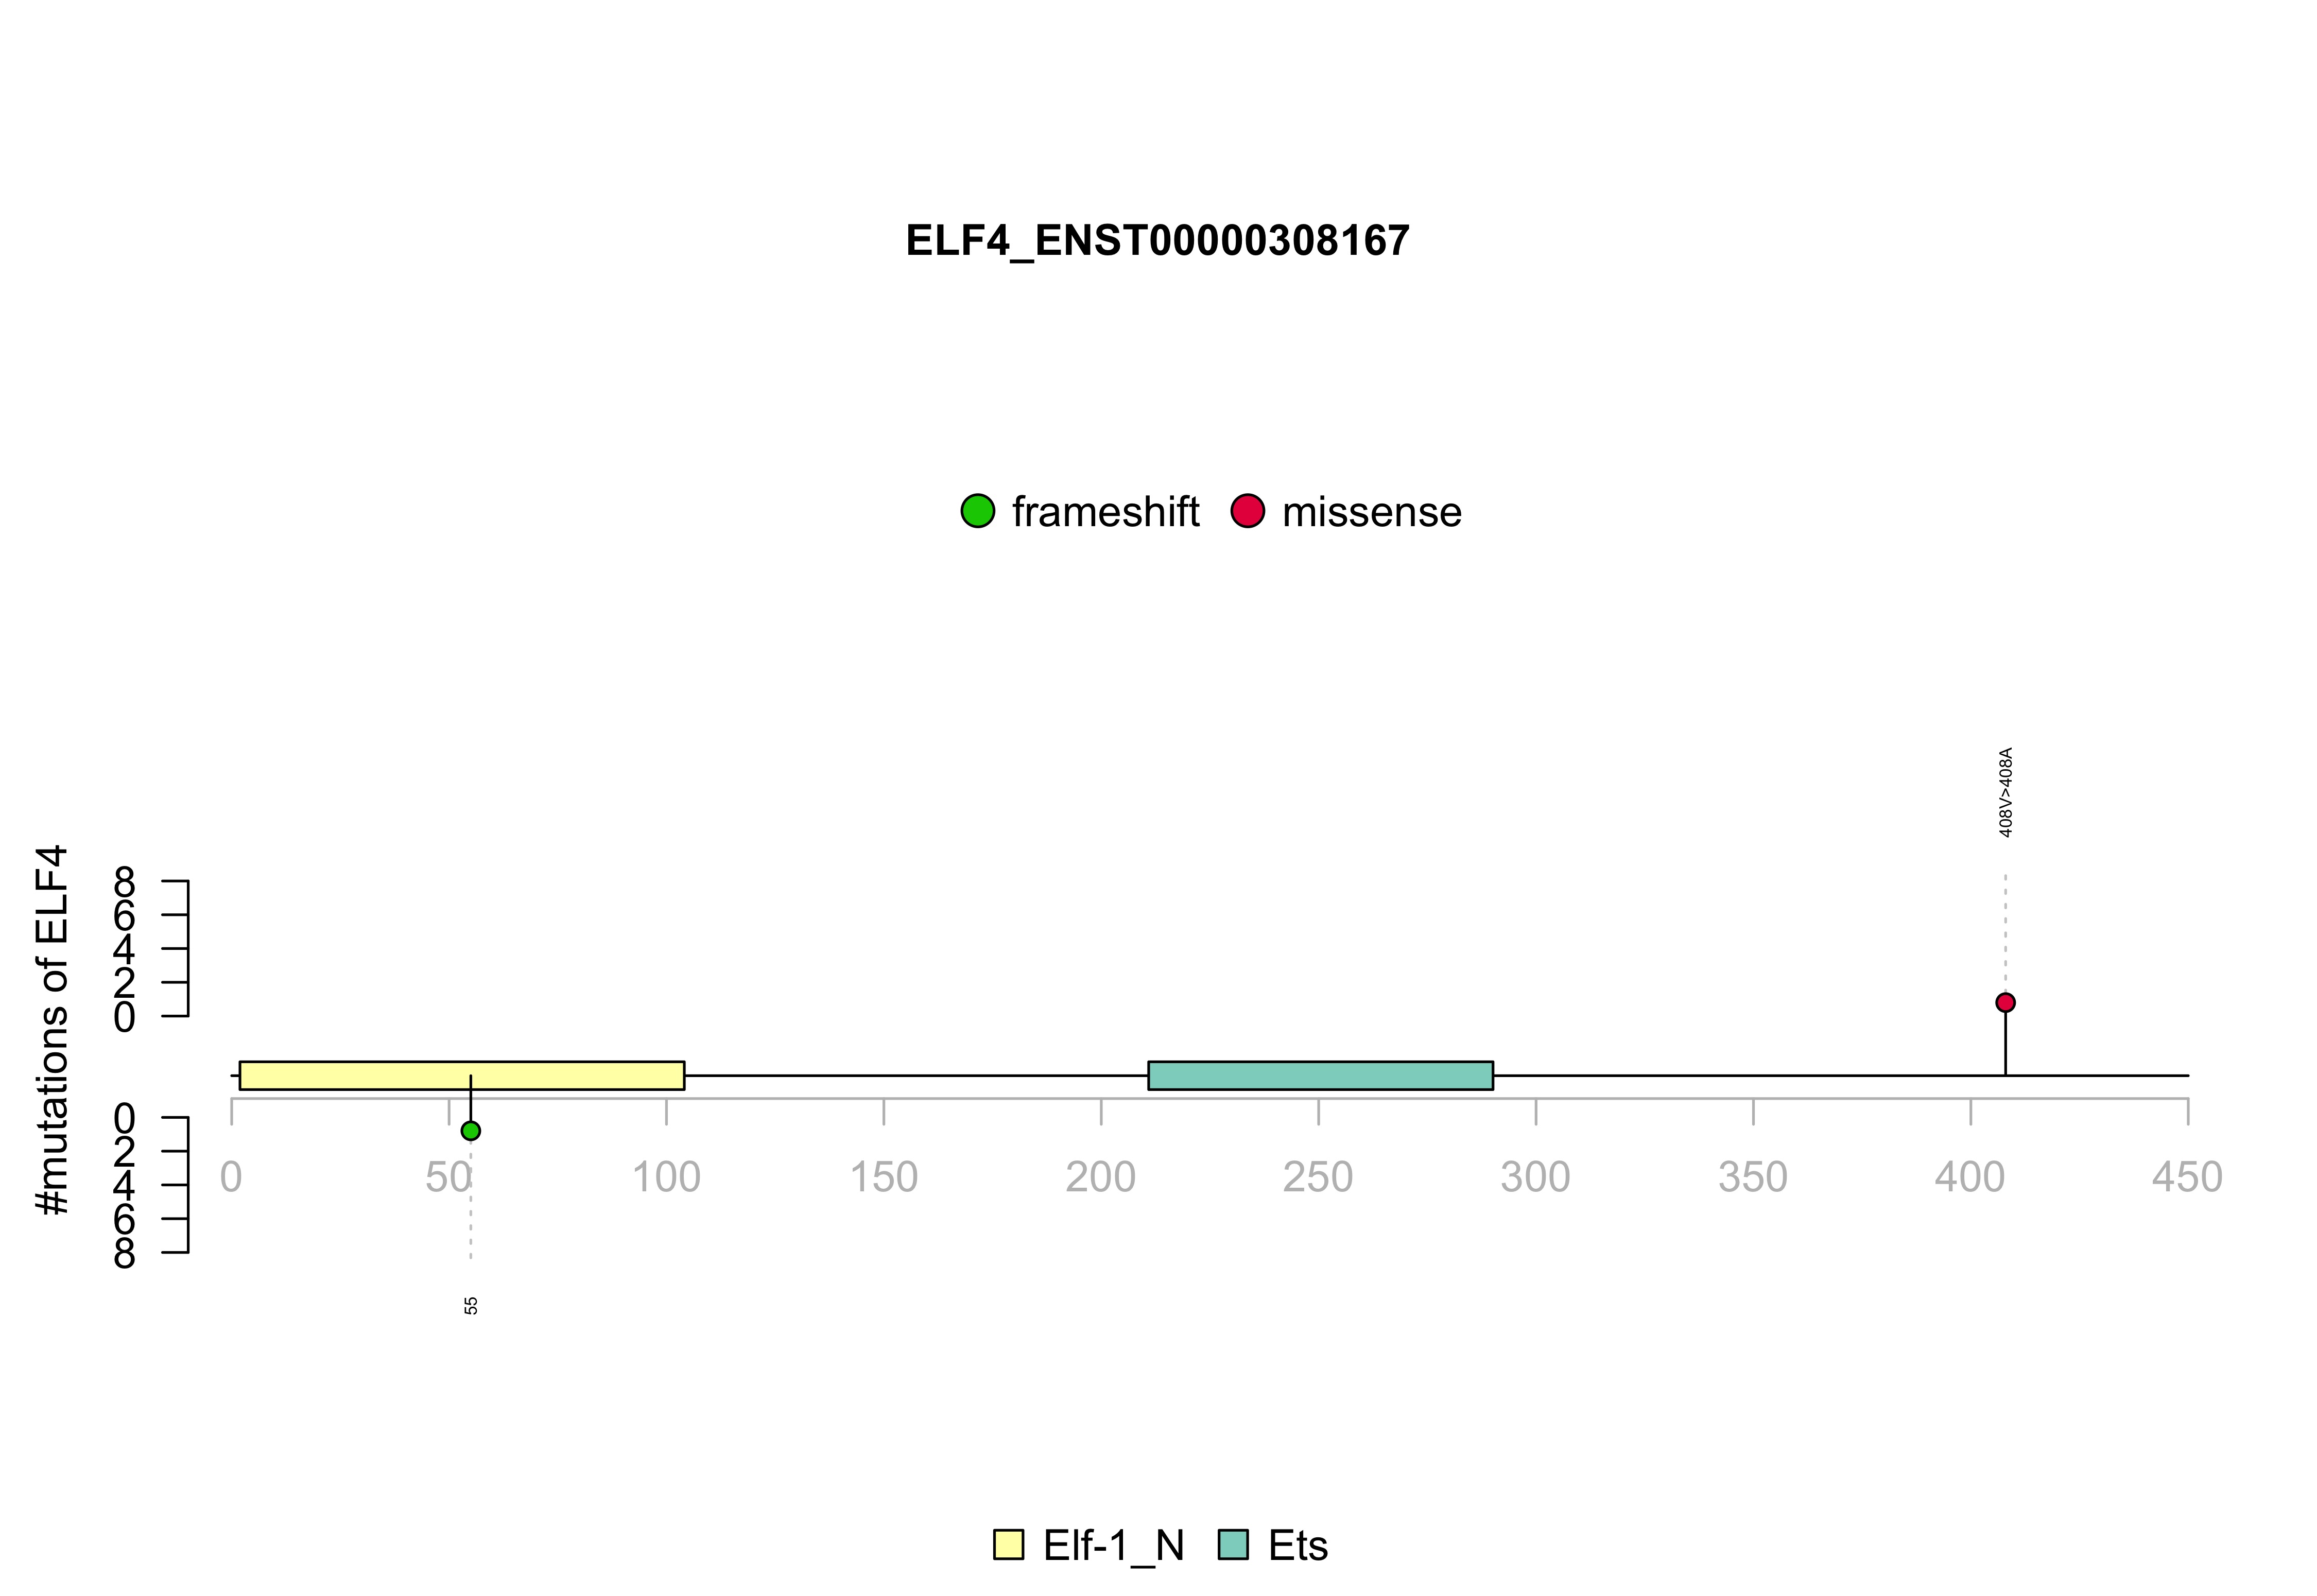 ELF4_ENST00000308167
frameshift missense
408V>408A
#mutations of ELF4
8
6
4
2
0
0
2
4
6
8
0 50 100 150 200 250 300 350 400 450
55
Elf-1_N Ets